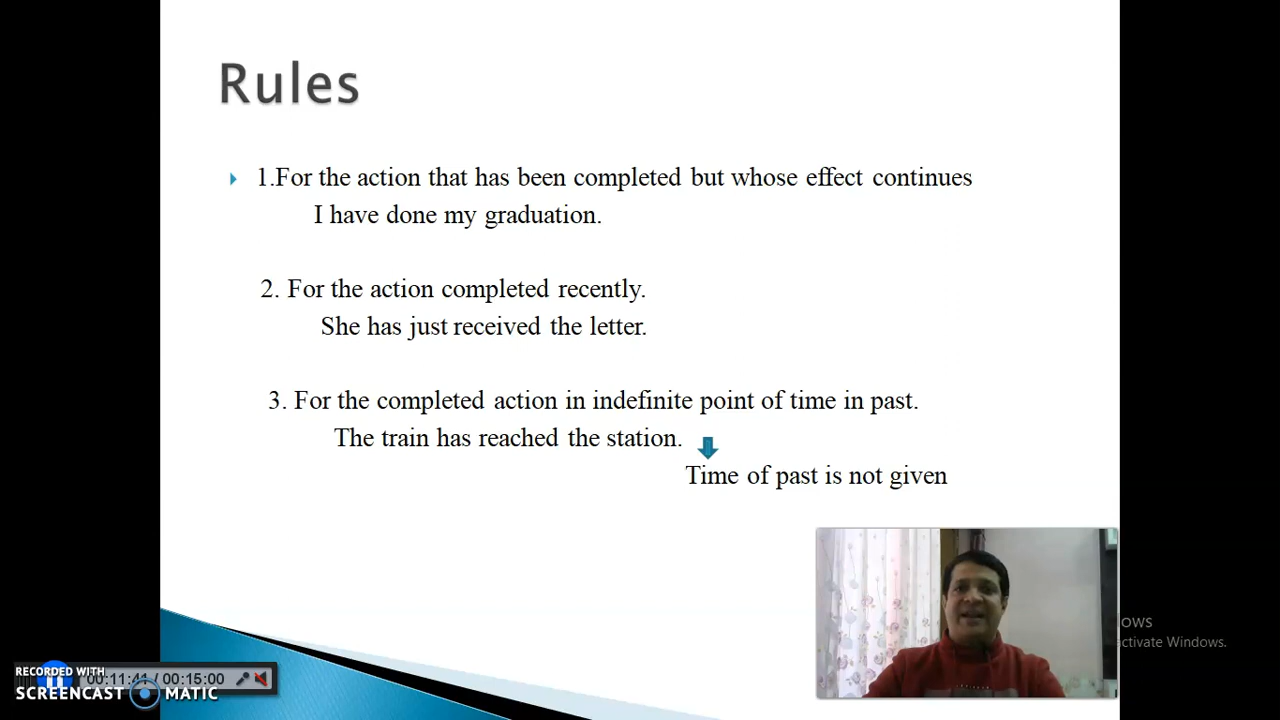 Rules
1.For the action that has been completed but whose effect continues
I have done my graduation.
2. For the action completed recently.
She has just received the letter.
3. For the completed action in indefinite point of time in past.
The train has reached the station.
Time of past is not given
ows
activate Windows.
RECORDED WITH
00:11:41 / 00:15:00
SCREENCAST MATIC